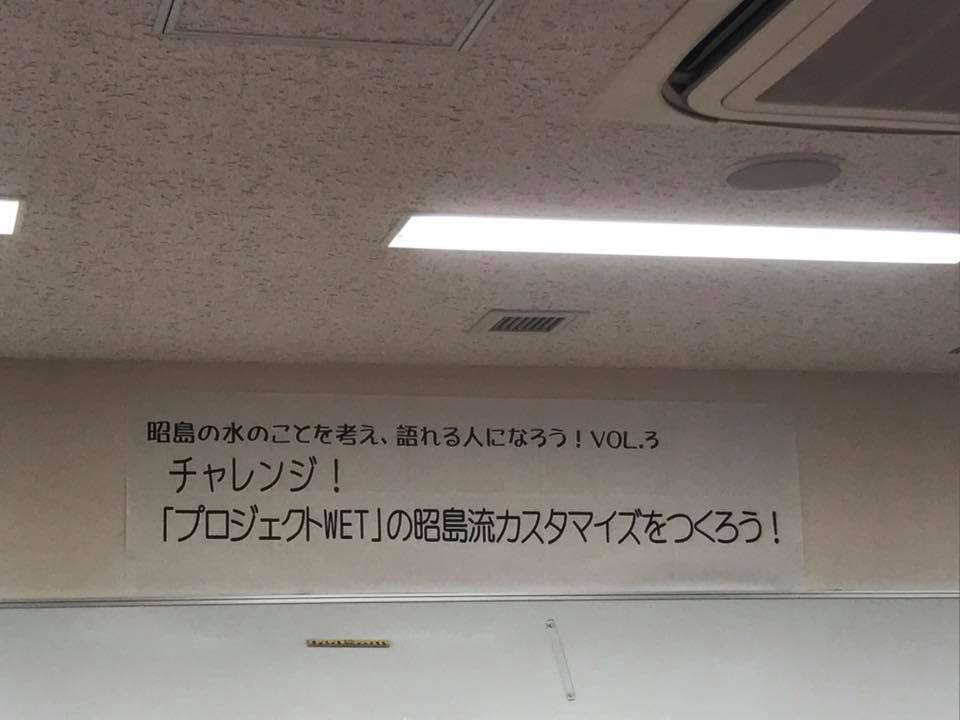 昭島の水のことを考え、語れる人になろう！VOL.3
チャレンジ！
「プロジェクトWET」の昭島流カスタマイズをつくろう！